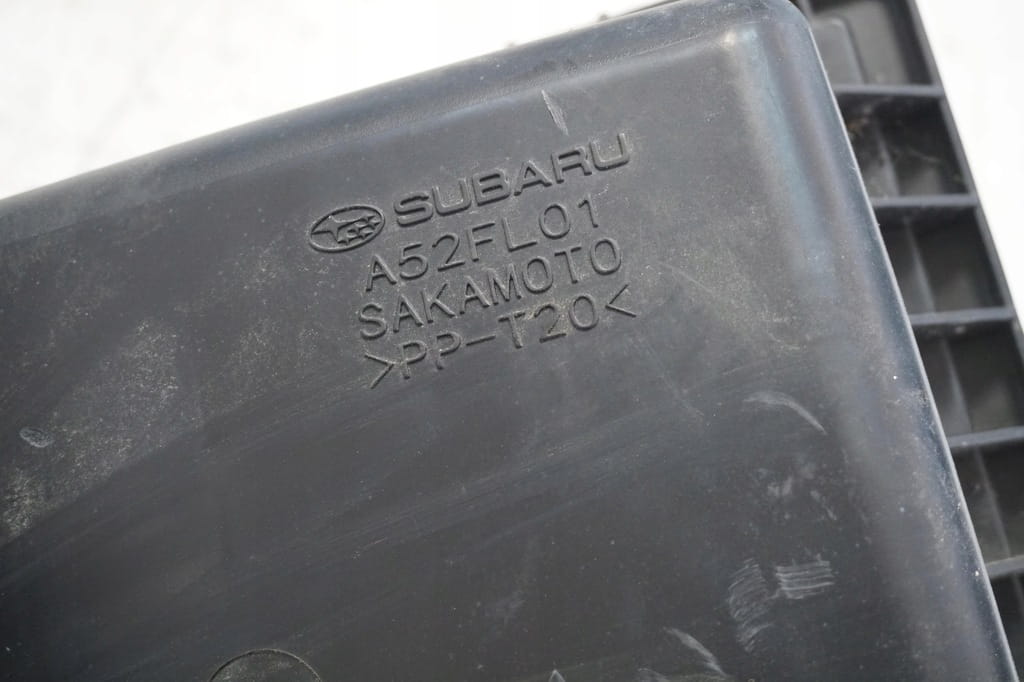 SUBARU
A52FL01
SAKAMOTO
>PP-T20<